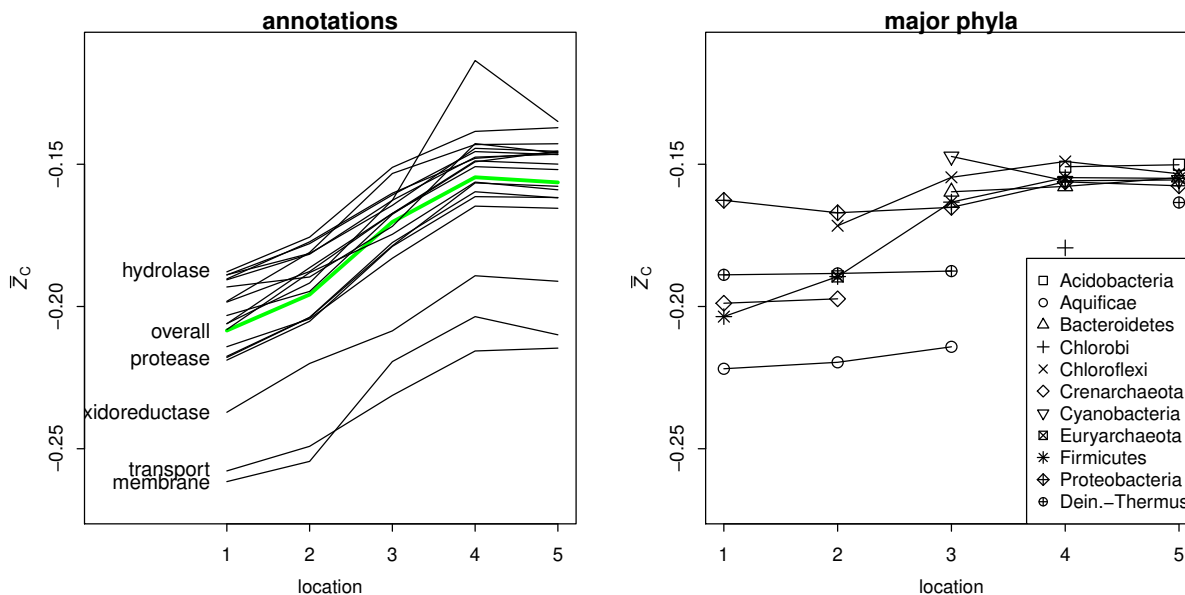 annotations
Z̅C
−0.15
−0.20
−0.25
hydrolase
overall
protease
xidoreductase
transport
membrane
1 2 3 4 5
location
major phyla
Z̅C
−0.15
−0.20
−0.25
Acidobacteria
Aquificae
Bacteroidetes
Chlorobi
Chloroflexi
Crenarchaeota
Cyanobacteria
Euryarchaeota
Firmicutes
Proteobacteria
Dein.−Thermus
1 2 3 4 5
location